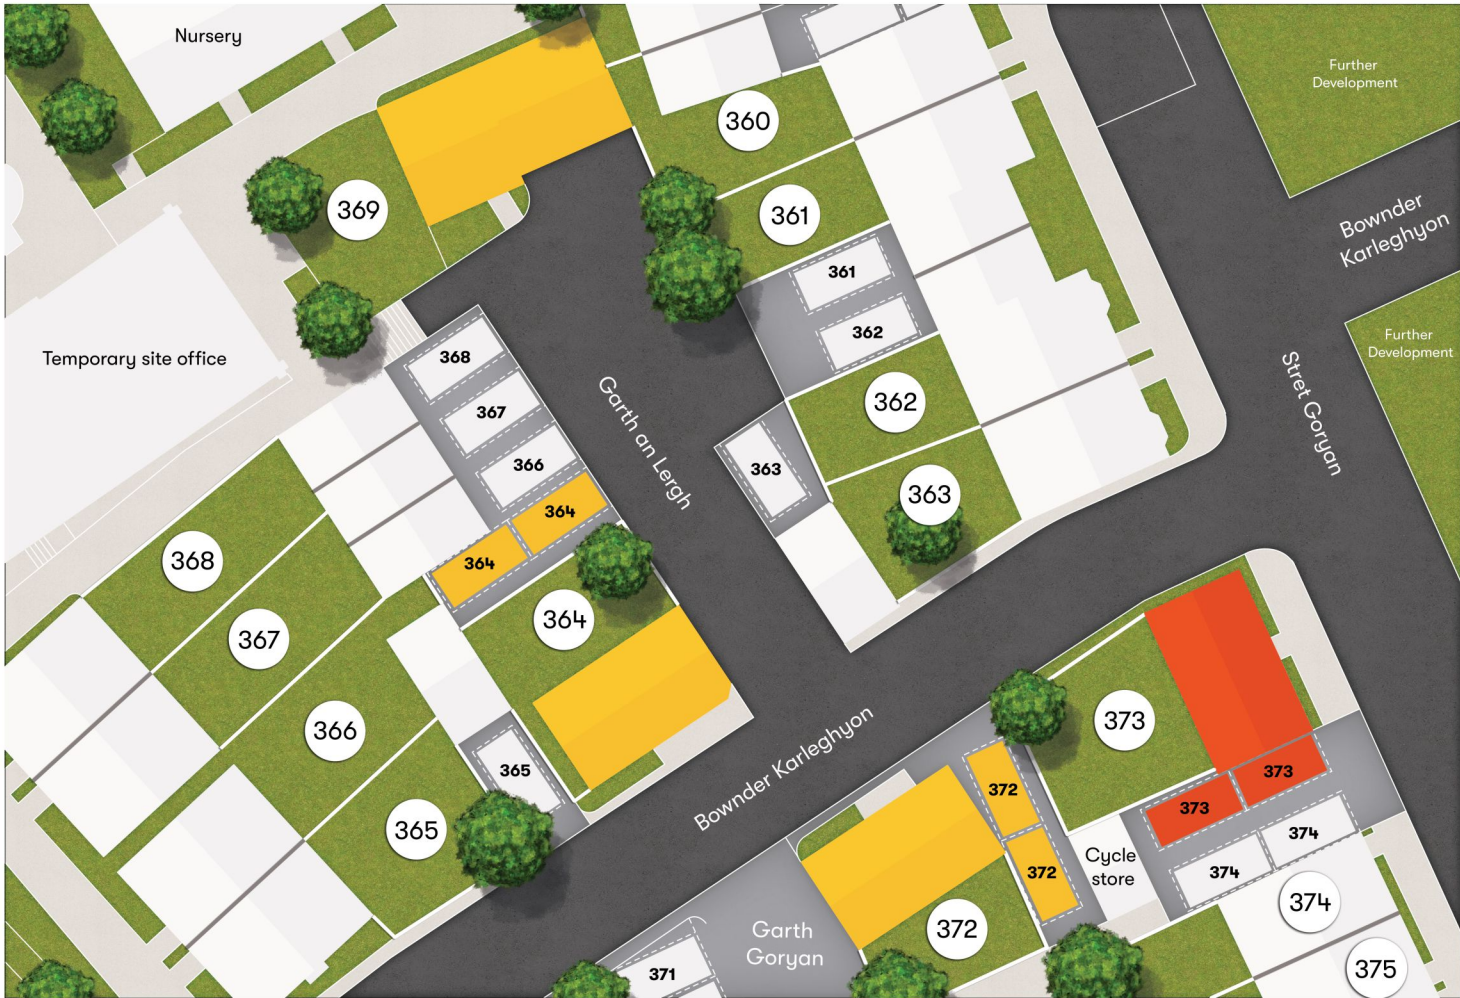 Nursery
Further
Development
360
369
361
Bownder
Karleghyon
361
362
Temporary site office
368
Further
Development
Garth an Lergh
Stret Goryan
362
367
366
363
363
364
364
368
364
367
366
373
365
Bownder Karleghyon
373
372
373
365
374
Cycle
store
374
372
374
372
Garth
Goryan
371
375